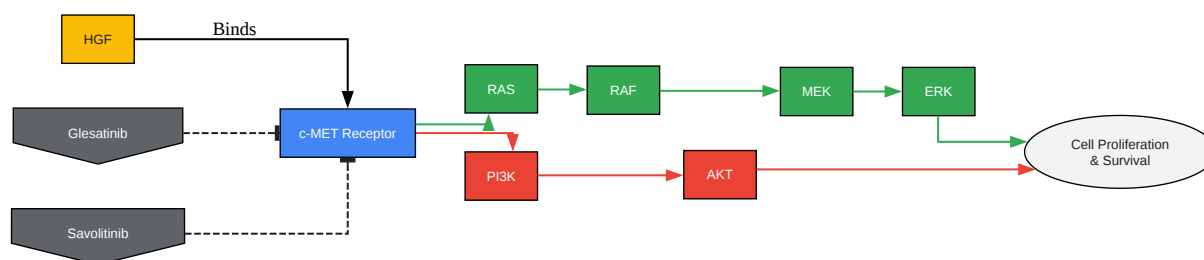 HGF
Binds
Glesatinib
c-MET Receptor
Savolitinib
RAS
RAF
MEK
ERK
PI3K
AKT
Cell Proliferation
& Survival